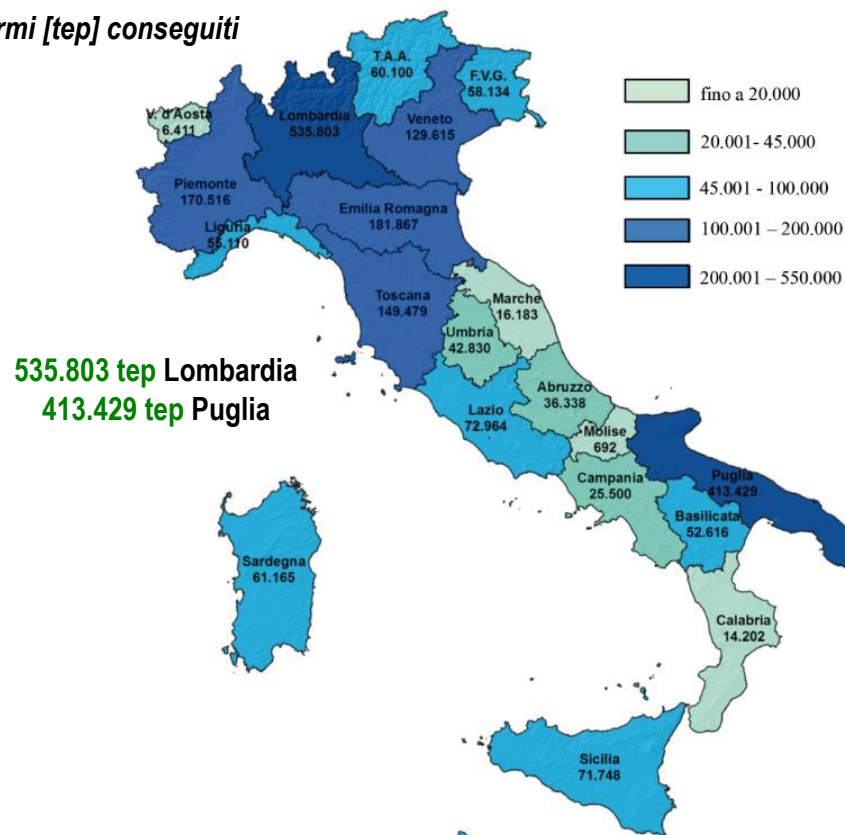 rmi [tep] conseguiti
T.A.A.
60.100
F.V.G.
58.134
V. d'Aosta
6.411
Lombardia
535.803
Veneto
129.615
Piemonte
170.516
Emilia Romagna
181.867
Liguria
55.110
Toscana
149.479
Marche
16.183
Umbria
42.830
Abruzzo
36.338
Lazio
72.964
Molise
692
Campania
25.500
Puglia
413.429
Basilicata
52.616
Sardegna
61.165
Calabria
14.202
Sicilia
71.748
fino a 20.000
20.001- 45.000
45.001 - 100.000
100.001 – 200.000
200.001 – 550.000
535.803 tep Lombardia
413.429 tep Puglia